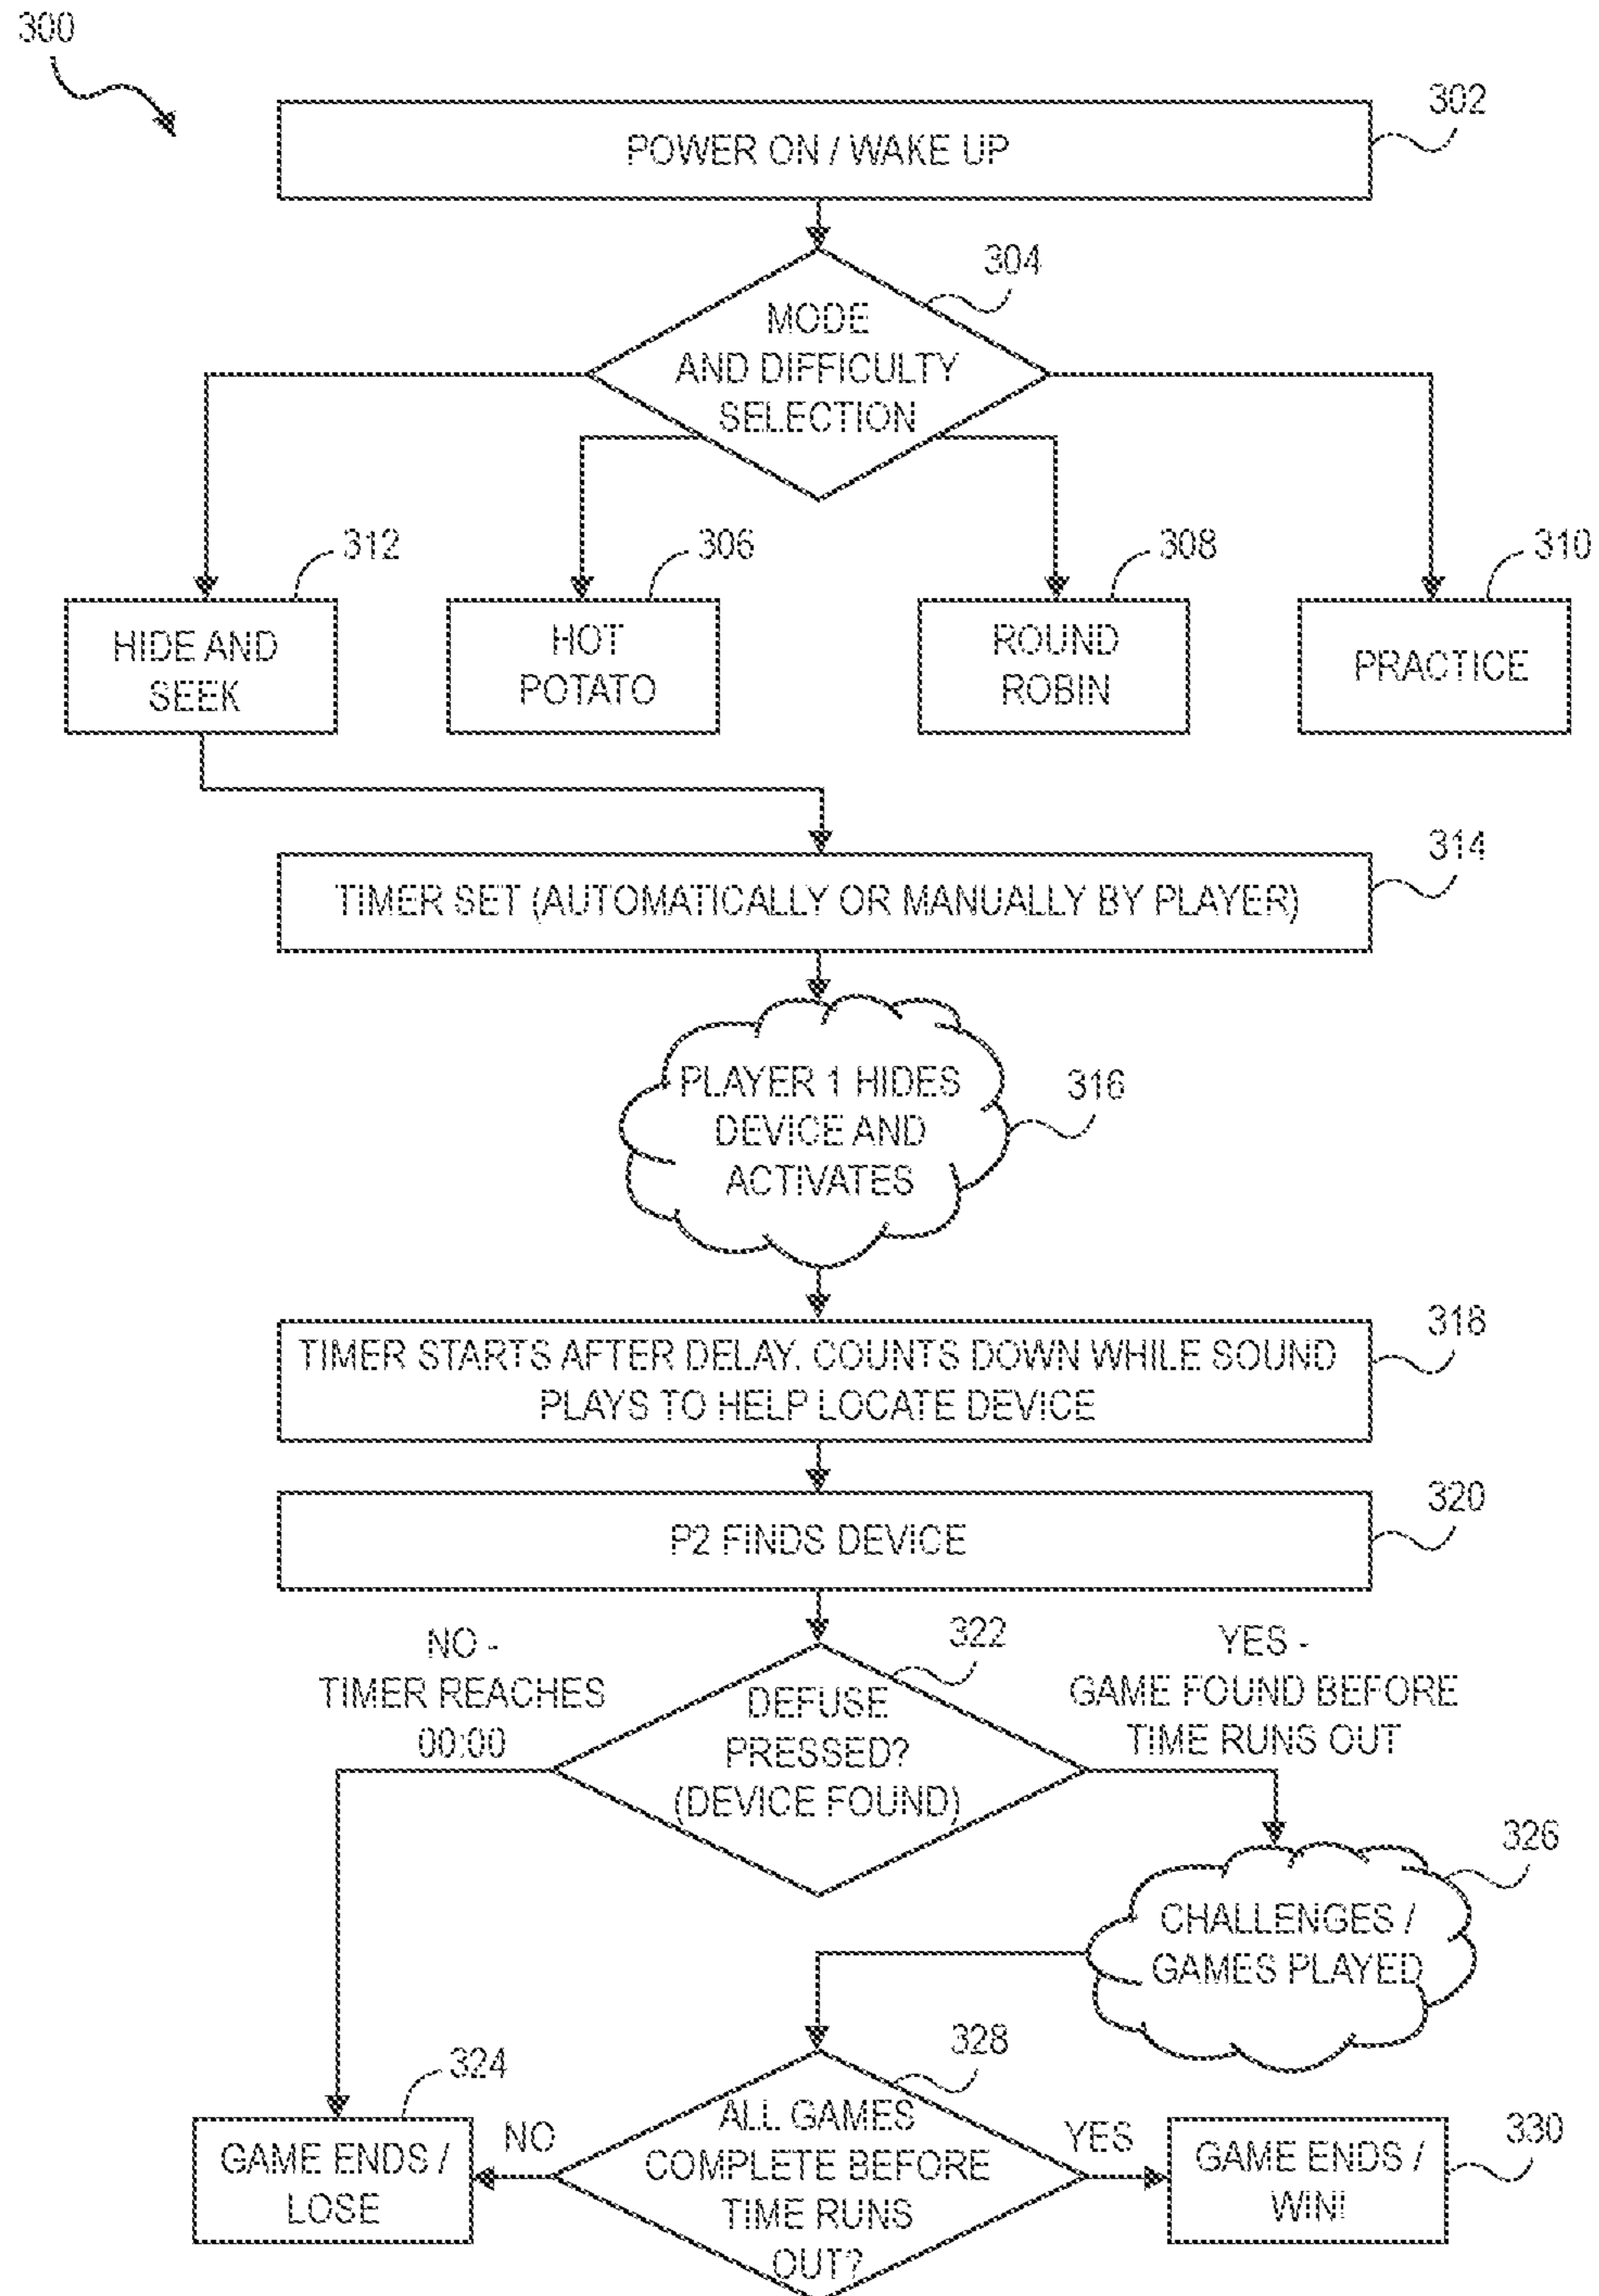 300
302
POWER ON / WAKE UP
304
MODE
AND DIFFICULTY
SELECTION
312
306
308
310
HIDE AND
SEEK
HOT
POTATO
ROUND
ROBIN
PRACTICE
314
TIMER SET (AUTOMATICALLY OR MANUALLY BY PLAYER)
PLAYER 1 HIDES
DEVICE AND
ACTIVATES
316
318
TIMER STARTS AFTER DELAY. COUNTS DOWN WHILE SOUND
PLAYS TO HELP LOCATE DEVICE
320
P2 FINDS DEVICE
322
NO -
TIMER REACHES
00:00
DEFUSE
PRESSED?
(DEVICE FOUND)
YES -
GAME FOUND BEFORE
TIME RUNS OUT
326
CHALLENGES /
GAMES PLAYED
328
324
GAME ENDS /
LOSE
NO
ALL GAMES
COMPLETE BEFORE
TIME RUNS
OUT?
YES
GAME ENDS /
WIN!
330